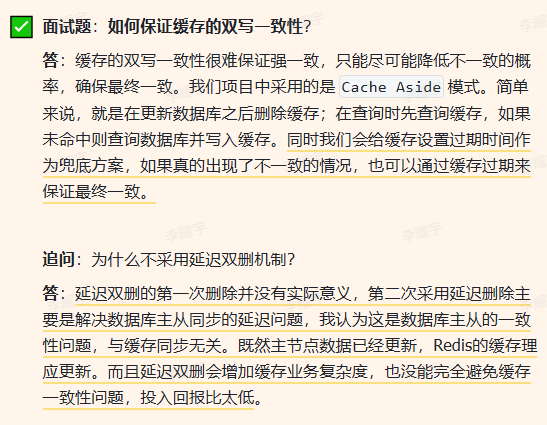 面试题：如何保证缓存的双写一致性？
答：缓存的双写一致性很难保证强一致，只能尽可能降低不一致的概
率，确保最终一致。我们项目中采用的是 Cache Aside 模式。简单
来说，就是在更新数据库之后删除缓存；在查询时先查询缓存，如果
未命中则查询数据库并写入缓存。同时我们会给缓存设置过期时间作
为兜底方案，如果真的出现了不一致的情况，也可以通过缓存过期来
保证最终一致。
追问：为什么不采用延迟双删机制？
答：延迟双删的第一次删除并没有实际意义，第二次采用延迟删除主
要是解决数据库主从同步的延迟问题，我认为这是数据库主从的一致
性问题，与缓存同步无关。既然主节点数据已经更新，Redis的缓存理
应更新。而且延迟双删会增加缓存业务复杂度，也没能完全避免缓存
一致性问题，投入回报比太低。